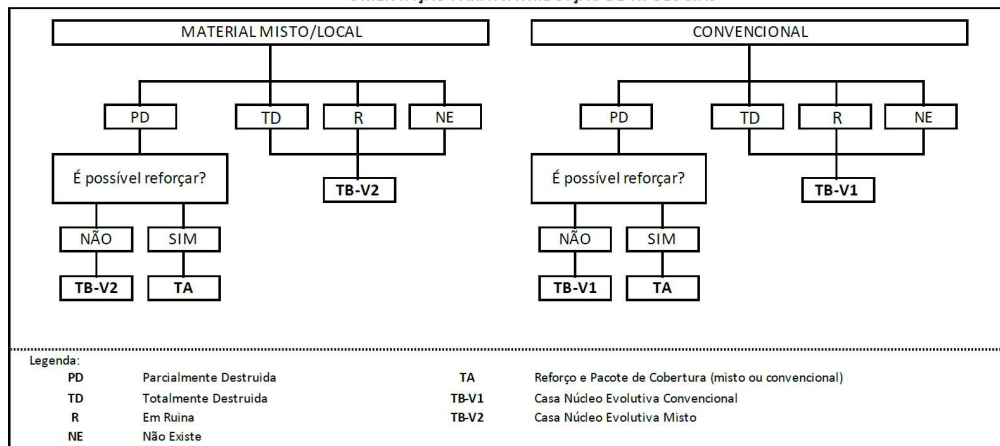 MATERIAL MISTO/LOCAL CONVENCIONAL
PD TD R NE PD TD R NE
É possível reforçar? TB-V2 É possível reforçar? TB-V1
NÃO SIM NÃO SIM
TB-V2 TA TB-V1 TA
Legenda:
PD Parcialmente Destruida TA Reforço e Pacote de Cobertura (misto ou convencional)
TD Totalmente Destruida TB-V1 Casa Núcleo Evolutiva Convencional
R Em Ruina TB-V2 Casa Núcleo Evolutiva Misto
NE Não Existe